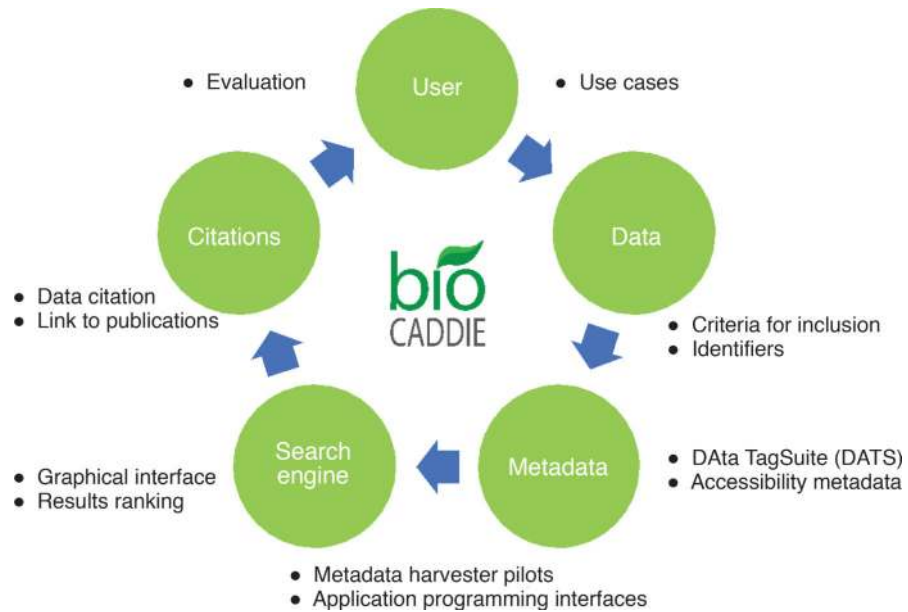 User
● Evaluation
● Use cases
Citations
Data
bio
CADDIE
● Data citation
● Link to publications
● Criteria for inclusion
● Identifiers
Search
engine
Metadata
● Graphical interface
● Results ranking
● DAta TagSuite (DATS)
● Accessibility metadata
● Metadata harvester pilots
● Application programming interfaces